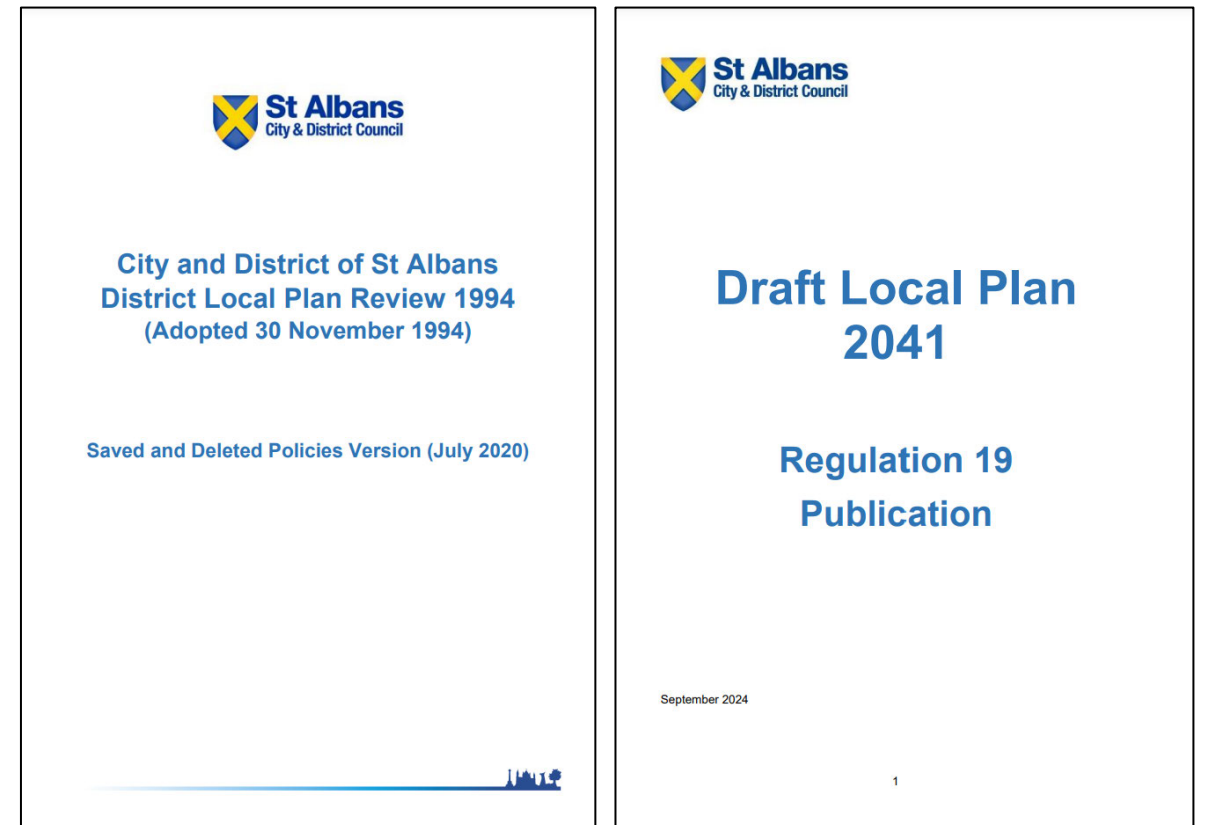 St Albans
City & District Council
City and District of St Albans
District Local Plan Review 1994
(Adopted 30 November 1994)
Saved and Deleted Policies Version (July 2020)
St Albans
City & District Council
Draft Local Plan
2041
Regulation 19
Publication
September 2024
1